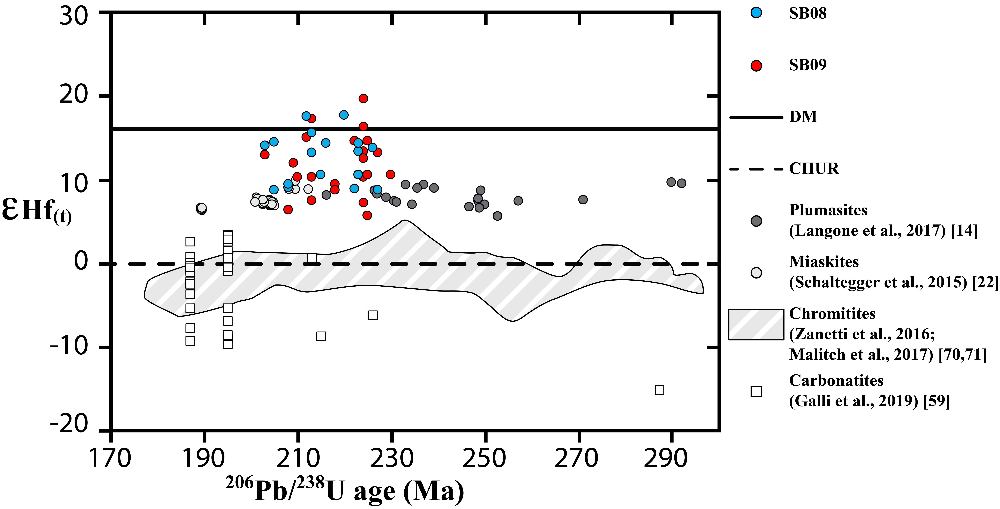 30
20
10
0
-10
-20
εHf(t)
170 190 210 230 250 270 290
206Pb/238U age (Ma)
SB08
SB09
DM
CHUR
Plumasites
(Langone et al., 2017) [14]
Miaskites
(Schaltegger et al., 2015) [22]
Chromitites
(Zanetti et al., 2016;
Malitch et al., 2017) [70,71]
Carbonatites
(Galli et al., 2019) [59]